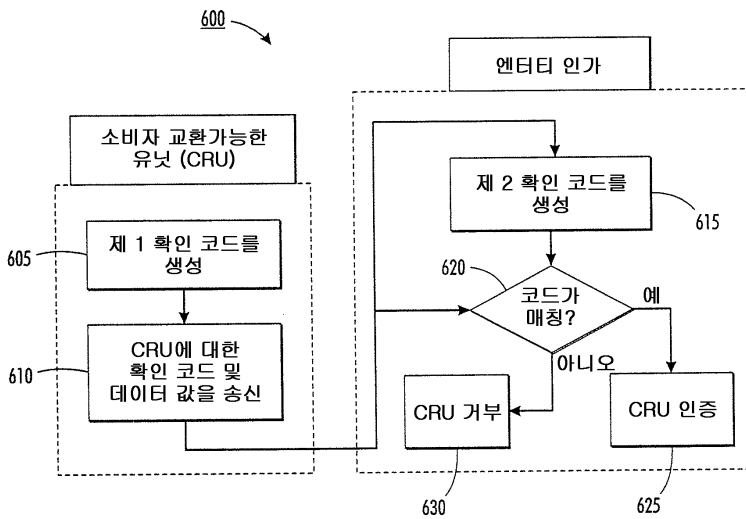 600
엔터티 인가
소비자 교환가능한
유닛 (CRU)
제 1 확인 코드를
생성
605
CRU에 대한
확인 코드 및
데이터 값을 송신
610
제 2 확인 코드를
생성
615
620
코드가
매칭?
예
아니오
CRU 거부
CRU 인증
630
625